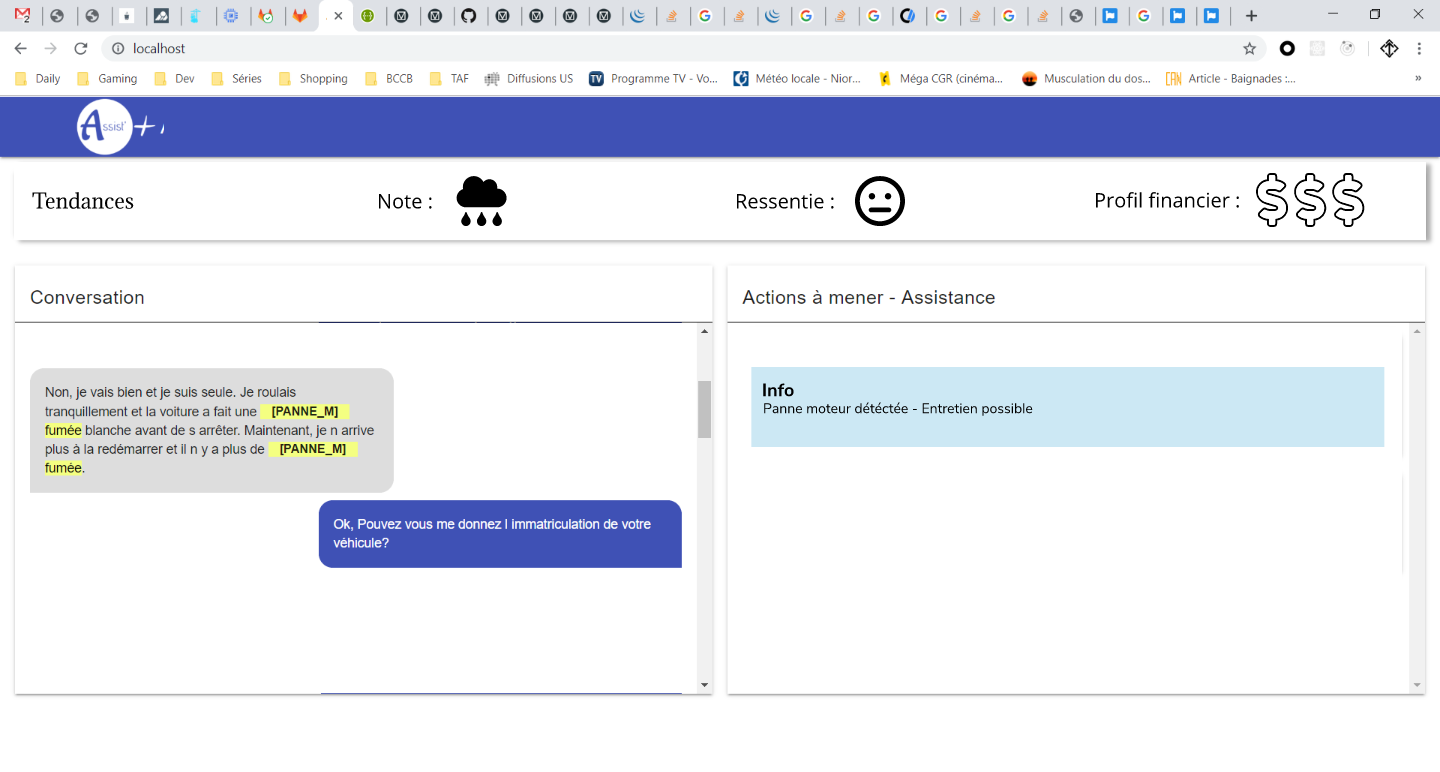 2
localhost
Daily Gaming Dev Séries Shopping BCCB TAF Diffusions US TV Programme TV - Vo... Météo locale - Nior... Méga CGR (cinéma... Musculation du dos... CAN Article - Baignades :... »
Assist' +
Tendances Note : Ressentie : Profil financier : $ $ $
Conversation
Non, je vais bien et je suis seule. Je roulais
tranquillement et la voiture a fait une [PANNE_M]
fumée blanche avant de s arrêter. Maintenant, je n arrive
plus à la redémarrer et il n y a plus de [PANNE_M]
fumée.
Ok, Pouvez vous me donnez l immatriculation de votre
véhicule?
Actions à mener - Assistance
Info
Panne moteur détéctée - Entretien possible